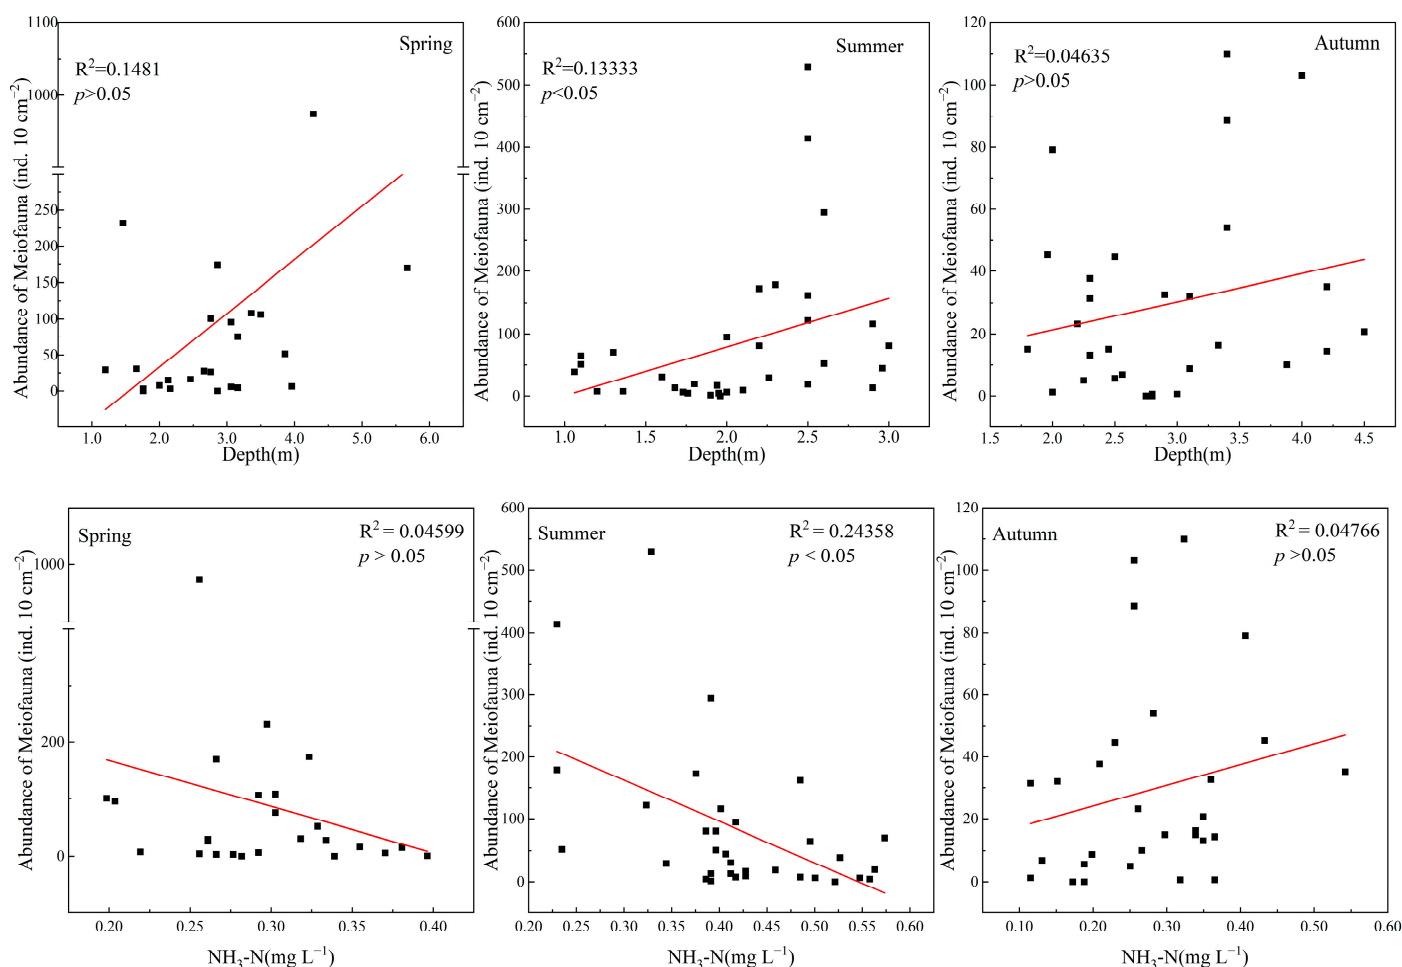 Abundance of Meiofauna (ind. 10 cm⁻²)
1100
1000
250
200
150
100
50
0
Spring
R²=0.1481
p>0.05
1.0 2.0 3.0 4.0 5.0 6.0
Depth(m)
Abundance of Meiofauna (ind. 10 cm⁻²)
600
500
400
300
200
100
0
Summer
R²=0.13333
p<0.05
1.0 1.5 2.0 2.5 3.0
Depth(m)
Abundance of Meiofauna (ind. 10 cm⁻²)
120
100
80
60
40
20
0
Autumn
R²=0.04635
p>0.05
1.5 2.0 2.5 3.0 3.5 4.0 4.5
Depth(m)
Abundance of Meiofauna (ind. 10 cm⁻²)
1000
200
0
Spring
R² = 0.04599
p > 0.05
0.20 0.25 0.30 0.35 0.40
NH₃-N(mg L⁻¹)
Abundance of Meiofauna (ind. 10 cm⁻²)
600
500
400
300
200
100
0
Summer
R² = 0.24358
p < 0.05
0.20 0.25 0.30 0.35 0.40 0.45 0.50 0.55 0.60
NH₃-N(mg L⁻¹)
Abundance of Meiofauna (ind. 10 cm⁻²)
120
100
80
60
40
20
0
Autumn
R² = 0.04766
p >0.05
0.10 0.20 0.30 0.40 0.50 0.60
NH₃-N(mg L⁻¹)